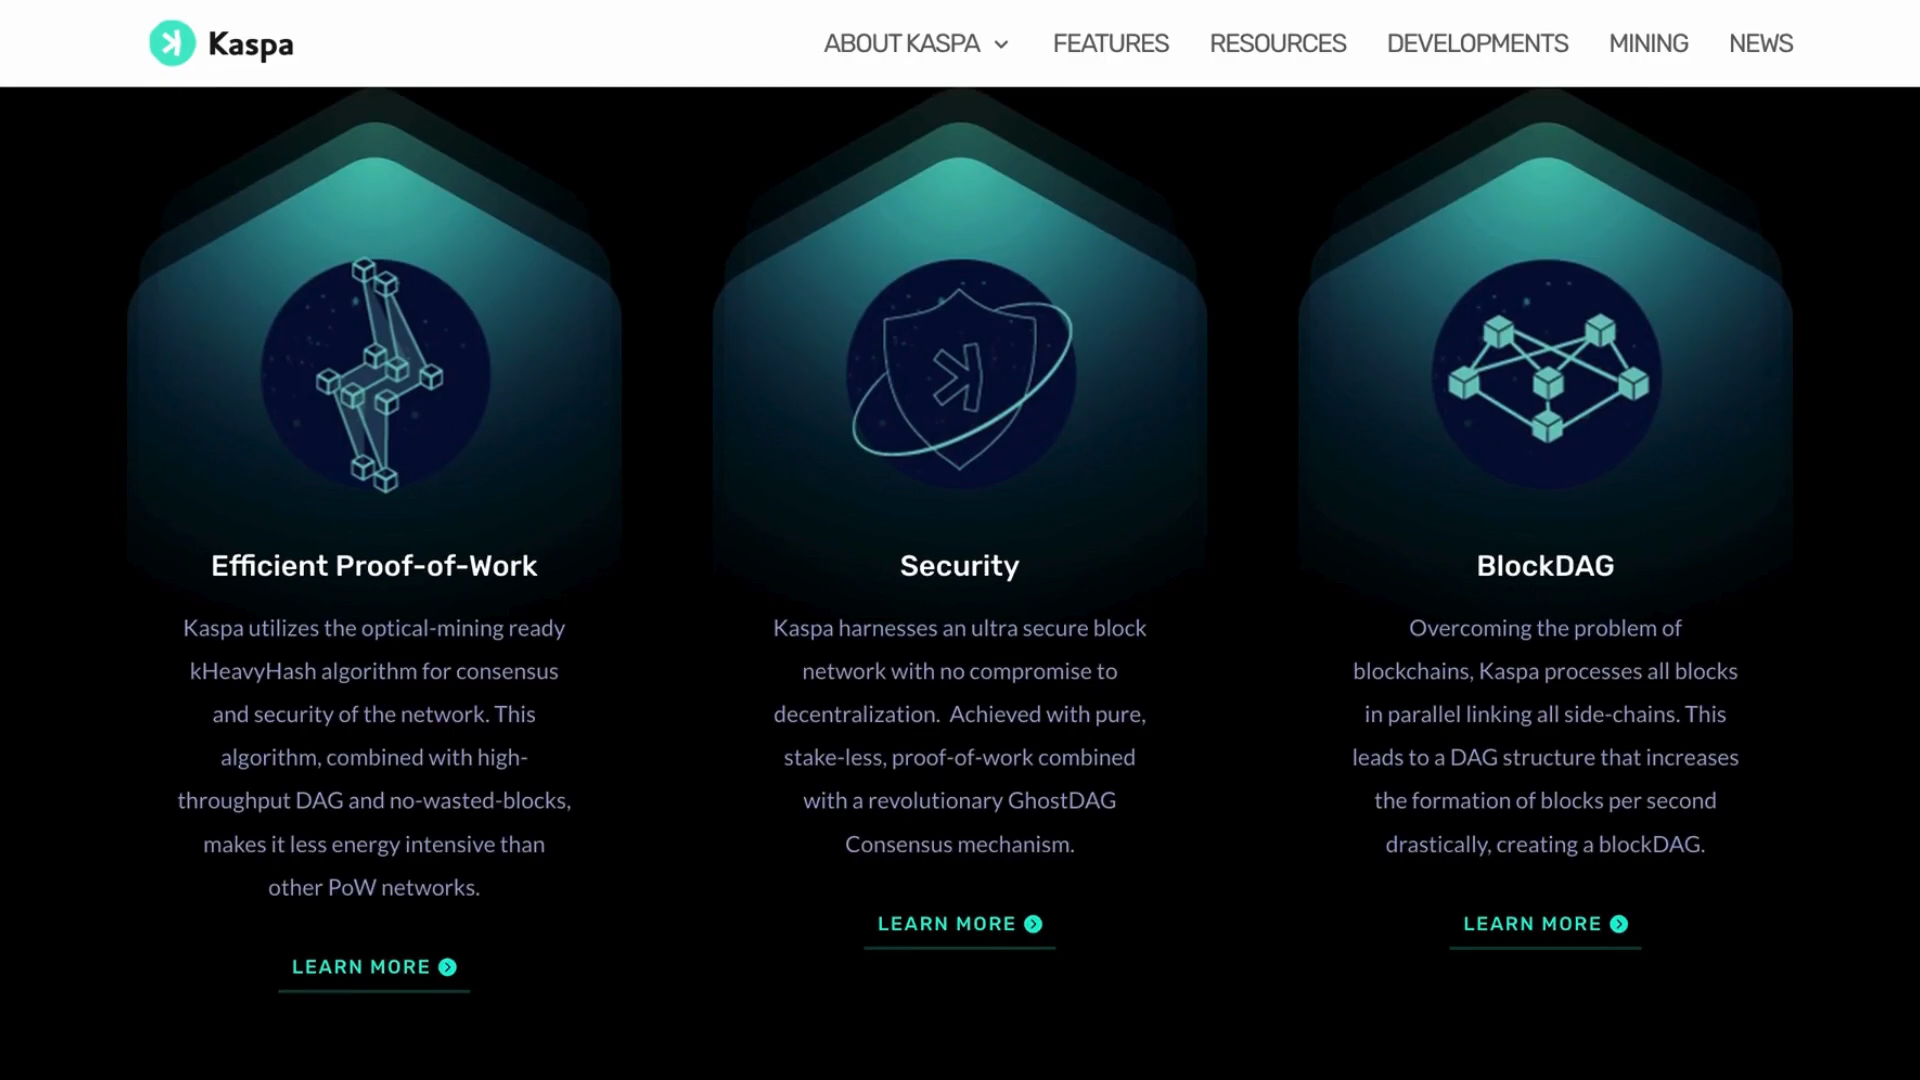 Kaspa
ABOUT KASPA
FEATURES
RESOURCES
DEVELOPMENTS
MINING
NEWS
Efficient Proof-of-Work
Kaspa utilizes the optical-mining ready
kHeavyHash algorithm for consensus
and security of the network. This
algorithm, combined with high-
throughput DAG and no-wasted-blocks,
makes it less energy intensive than
other PoW networks.
LEARN MORE
Security
Kaspa harnesses an ultra secure block
network with no compromise to
decentralization. Achieved with pure,
stake-less, proof-of-work combined
with a revolutionary GhostDAG
Consensus mechanism.
LEARN MORE
BlockDAG
Overcoming the problem of
blockchains, Kaspa processes all blocks
in parallel linking all side-chains. This
leads to a DAG structure that increases
the formation of blocks per second
drastically, creating a blockDAG.
LEARN MORE